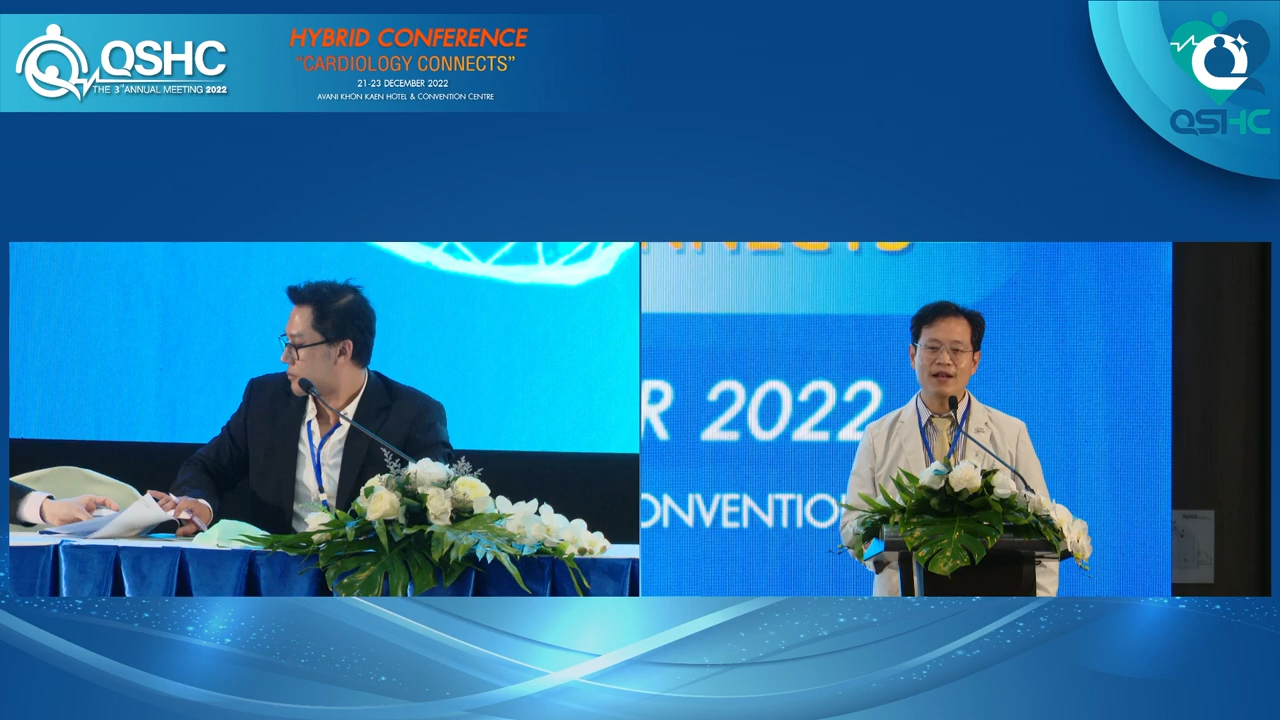 QSHC
THE 3rd ANNUAL MEETING 2022
HYBRID CONFERENCE
"CARDIOLOGY CONNECTS"
21-23 DECEMBER 2022
AVANI KHON KAEN HOTEL & CONVENTION CENTRE
QSHC
NNECTS
R 2022
ONVENTIO